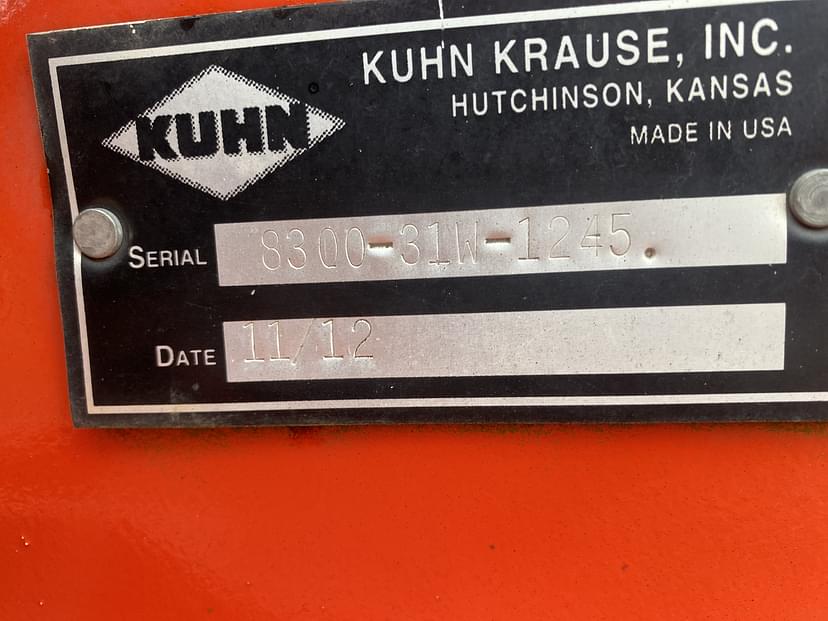 KUHN
KUHN KRAUSE, INC.
HUTCHINSON, KANSAS
MADE IN USA
SERIAL 8300-31W-1245.
DATE 11/12